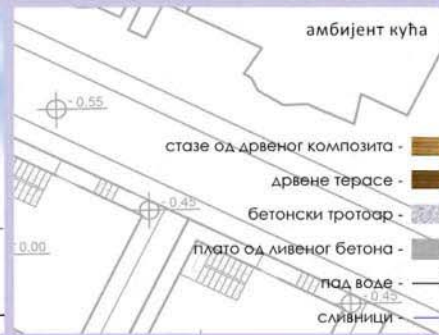 амбијент кућа
- 0.55
стазе од дрвеног композита -
дрвене терасе -
- 0.45
бетонски тротоар -
0.00
плато од ливеног бетона -
пад воде -
- 0.45
сливници -